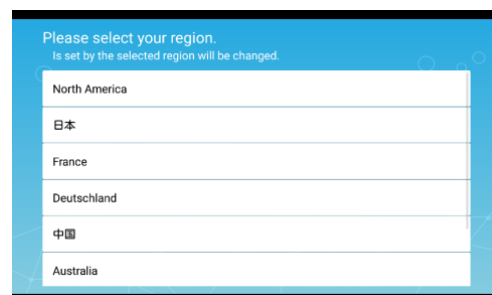 Please select your region.
Is set by the selected region will be changed.
North America
日本
France
Deutschland
中国
Australia